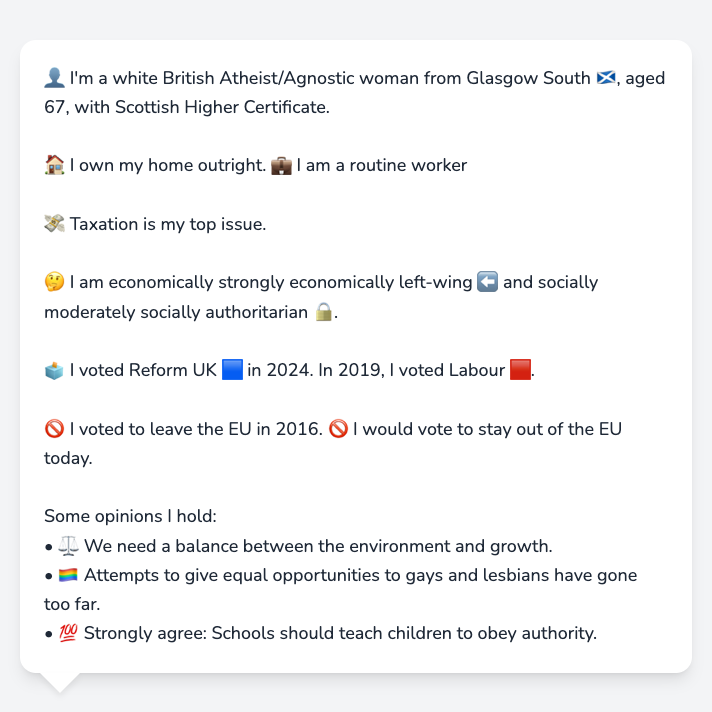 👤 I'm a white British Atheist/Agnostic woman from Glasgow South 🏴󠁧󠁢󠁳󠁣󠁴󠁿, aged
67, with Scottish Higher Certificate.
🏠 I own my home outright. 💼 I am a routine worker
💸 Taxation is my top issue.
🤔 I am economically strongly economically left-wing ⬅️ and socially
moderately socially authoritarian 🔒.
🗳️ I voted Reform UK 🟦 in 2024. In 2019, I voted Labour 🟥.
🚫 I voted to leave the EU in 2016. 🚫 I would vote to stay out of the EU
today.
Some opinions I hold:
• ⚖️ We need a balance between the environment and growth.
• 🏳️‍🌈 Attempts to give equal opportunities to gays and lesbians have gone
too far.
• 💯 Strongly agree: Schools should teach children to obey authority.